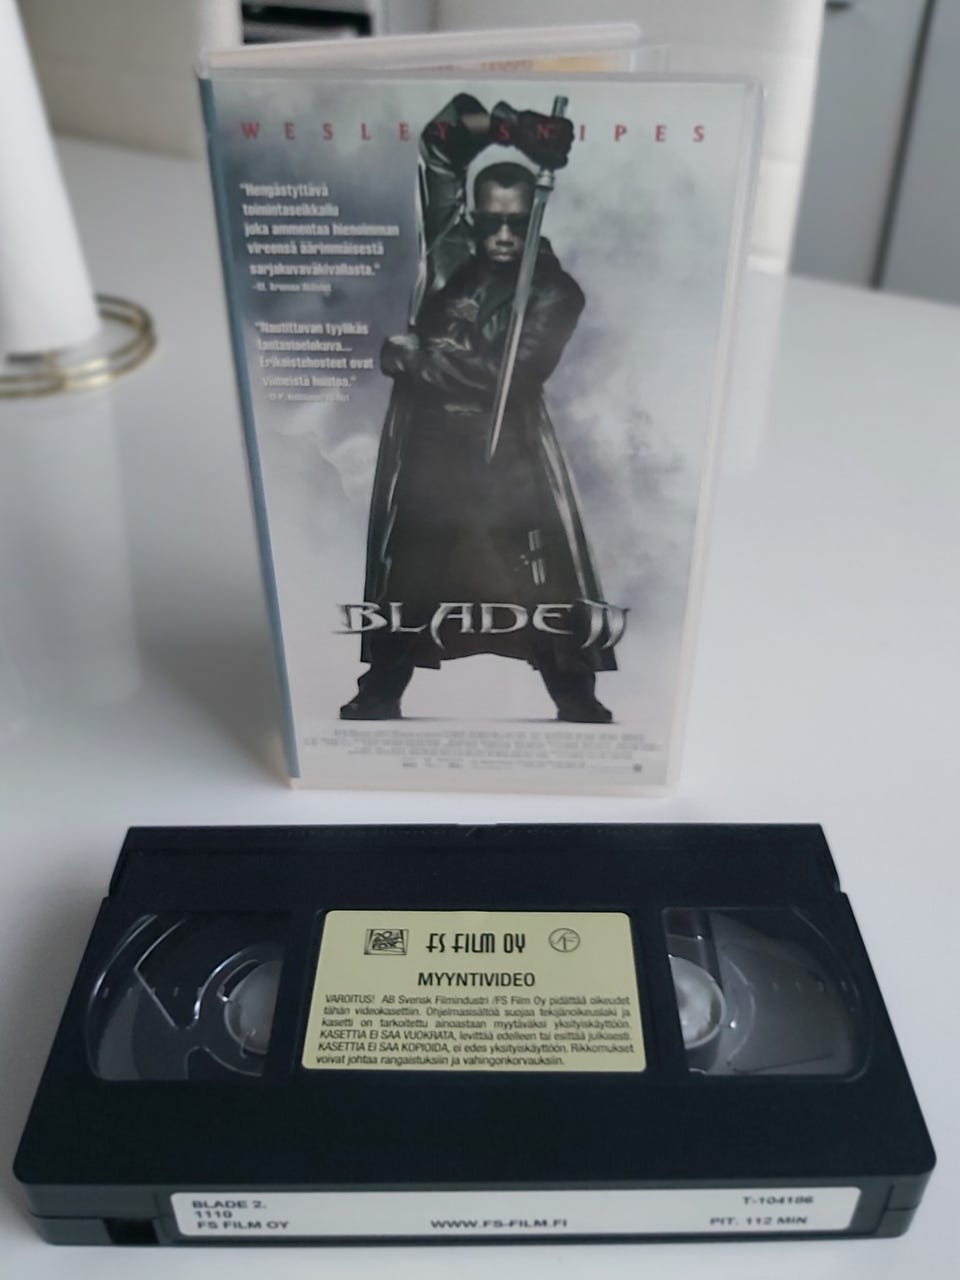 WESLEY SNIPES
"Hengästyttävä
toimintaseikkailu
joka ammentaa hienoimman
vireensä äärimmäisestä
sarjakuvaväkivallasta."
"Nautittavan tyylikäs
fantasiaelokuva...
Erikoistehosteet ovat
viimeistä huutoa."
BLADE II
FS FILM OY
MYYNTIVIDEO
VAROITUS! AB Svensk Filmindustri /FS Film Oy pidättää oikeudet
tähän videokasettiin. Ohjelmasisältöä suojaa tekijänoikeuslaki ja
kasetti on tarkoitettu ainoastaan myytäväksi yksityiskäyttöön.
KASETTIA EI SAA VUOKRATA, levittää edelleen tai esittää julkisesti.
KASETTIA EI SAA KOPIOIDA, ei edes yksityiskäyttöön. Rikkomukset
voivat johtaa rangaistuksiin ja vahingonkorvauksiin.
BLADE 2. T-104186
1110
FS FILM OY WWW.FS-FILM.FI PIT. 112 MIN